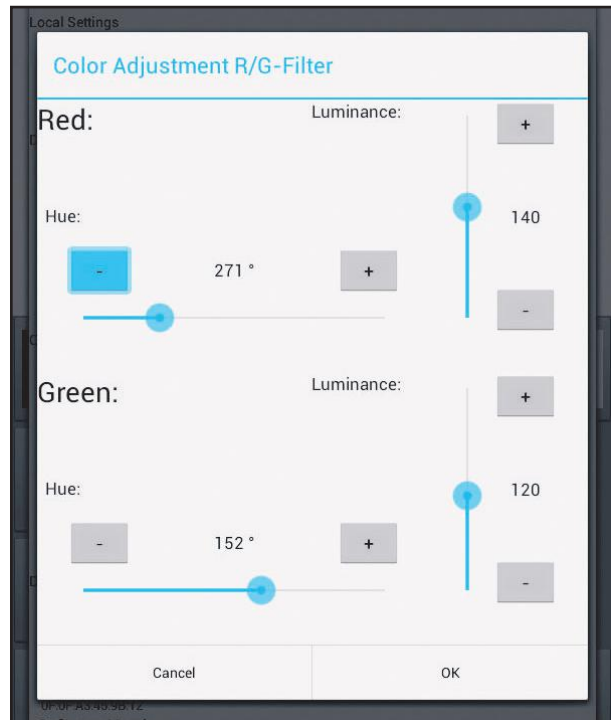 Local Settings
Color Adjustment R/G-Filter
Red:
Luminance:
+
Hue:
140
-
271 °
+
-
Green:
Luminance:
+
Hue:
120
-
152 °
+
-
Cancel
OK